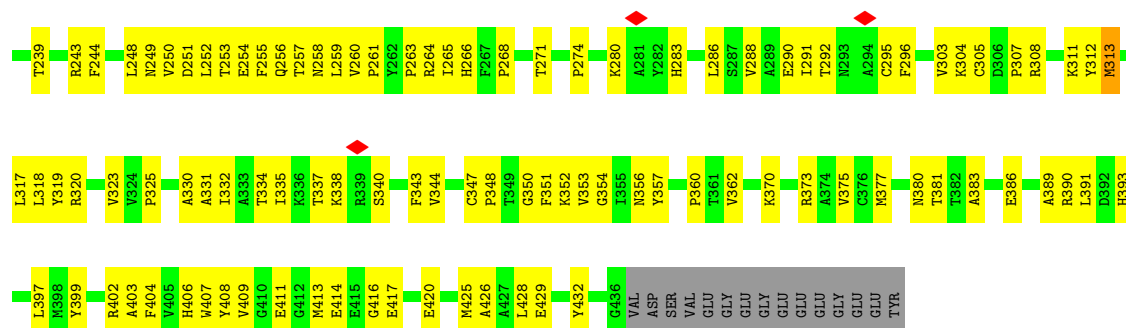 T239 R243 F244 L248 N249 V250 D251 L252 T253 E254 F255 Q256 T257 N258 L259 V260 P261 Y262 P263 R264 I265 H266 F267 P268 T271 P274 K280 A281 Y282 H283 L286 S287 V288 A289 E290 I291 T292 N293 A294 C295 F296 V303 K304 C305 D306 P307 R308 K311 Y312 M313
L317 L318 Y319 R320 V323 V324 P325 A330 A331 I332 A333 T334 I335 K336 T337 K338 R339 S340 F343 V344 C347 P348 T349 G350 F351 K352 V353 G354 I355 N356 Y357 P360 T361 V362 K370 R373 A374 V375 C376 M377 N380 T381 T382 A383 E386 A389 R390 L391 D392 H393
L397 M398 Y399 R402 A403 F404 V405 H406 W407 Y408 V409 G410 E411 G412 M413 E414 E415 G416 E417 E420 M425 A426 A427 L428 E429 Y432 G436 VAL ASP SER VAL GLU GLY GLU GLY GLU GLU GLU GLY GLU GLU TYR